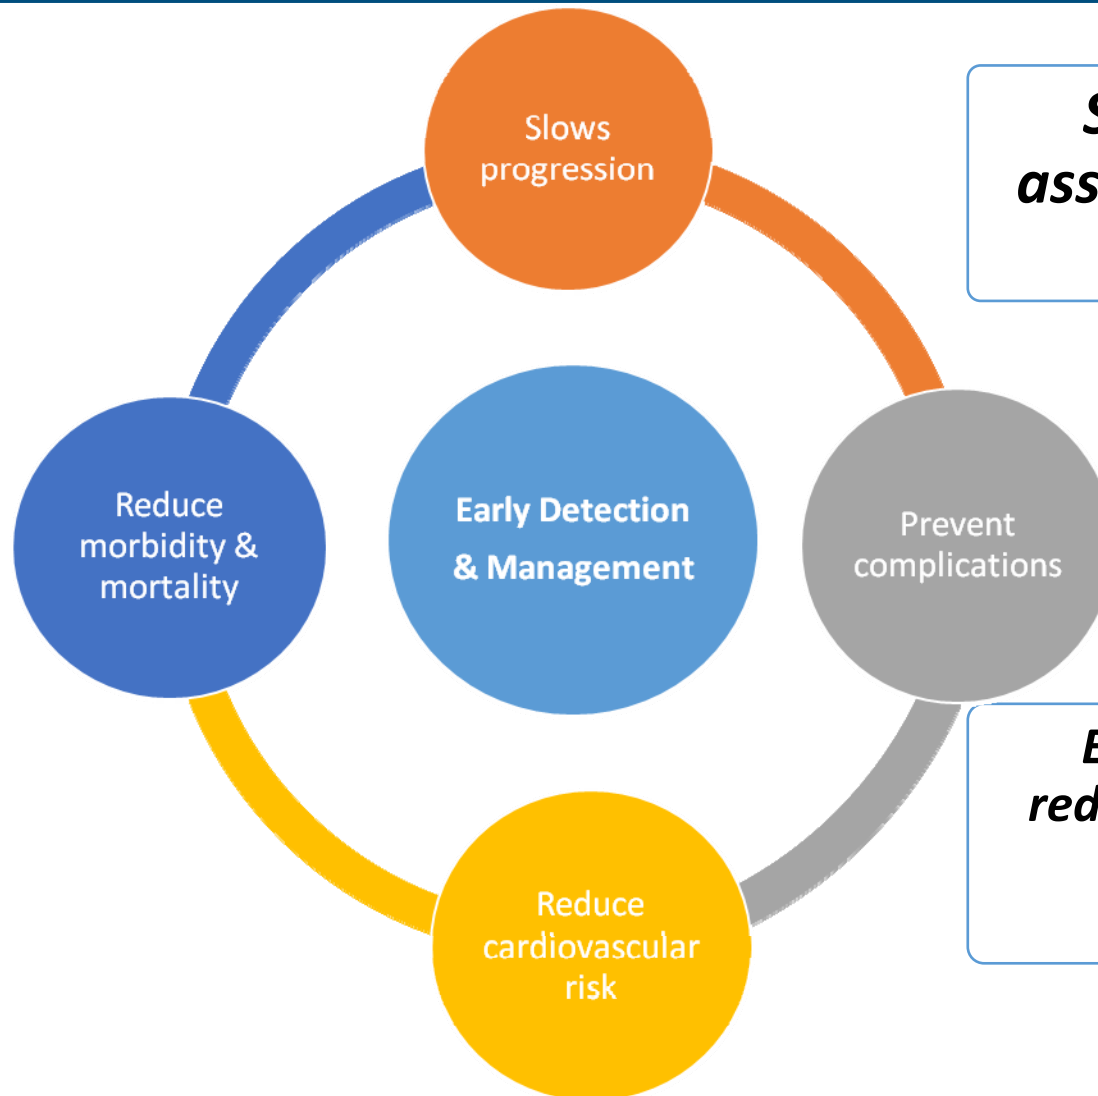 Slows
progression
Early Detection
& Management
Reduce
morbidity &
mortality
Prevent
complications
Reduce
cardiovascular
risk